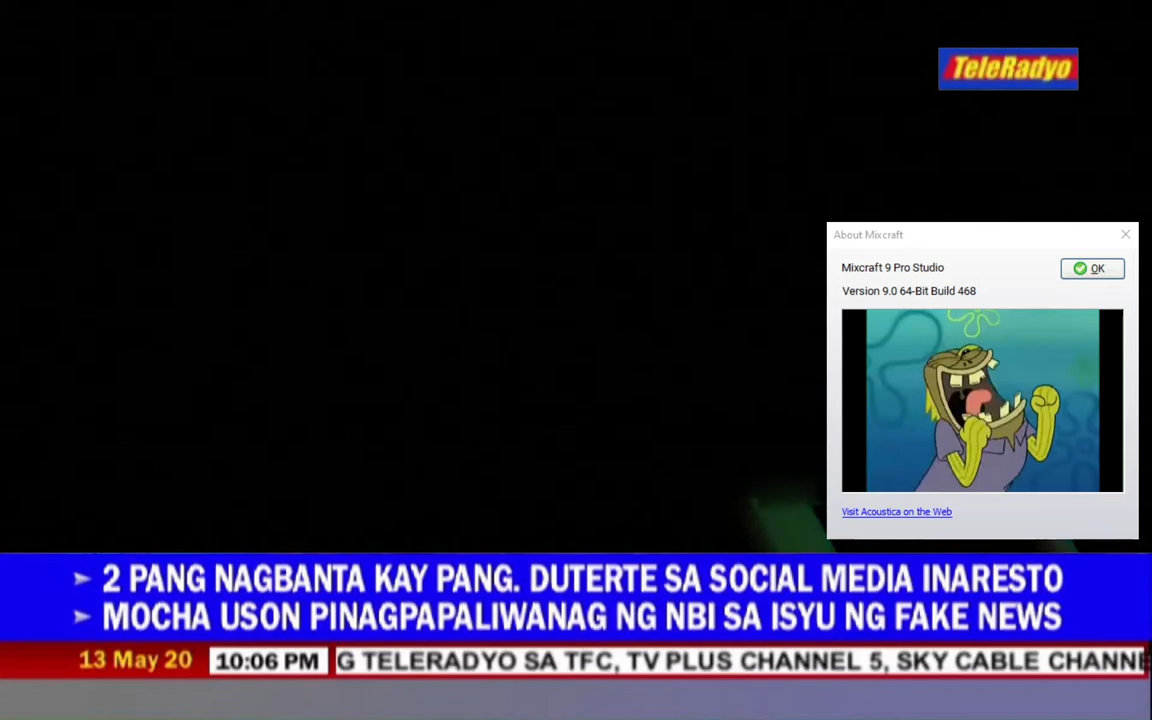 TeleRadyo
About Mixcraft
Mixcraft 9 Pro Studio
OK
Version 9.0 64-Bit Build 468
Visit Acoustica on the Web
➢ 2 PANG NAGBANTA KAY PANG. DUTERTE SA SOCIAL MEDIA INARESTO
➢ MOCHA USON PINAGPAPALIWANAG NG NBI SA ISYU NG FAKE NEWS
13 May 20 10:06 PM G TELERADYO SA TFC, TV PLUS CHANNEL 5, SKY CABLE CHANNE